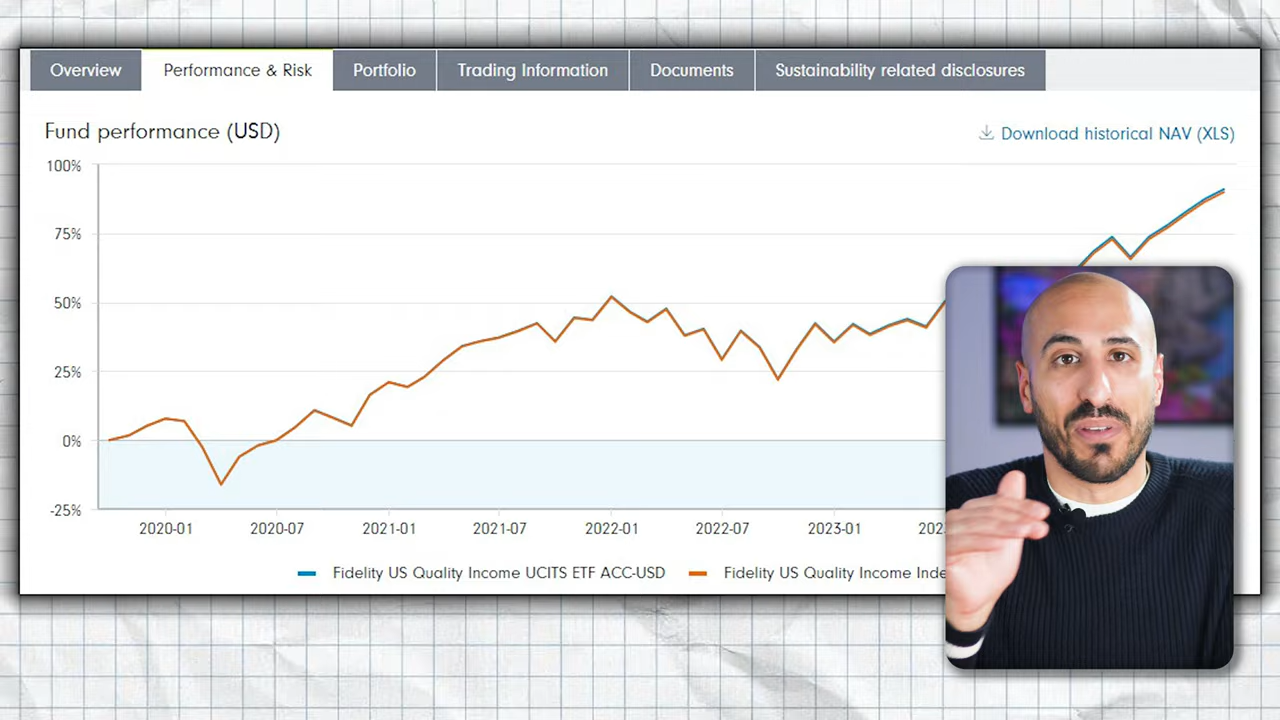 Overview Performance & Risk Portfolio Trading Information Documents Sustainability related disclosures
Fund performance (USD) Download historical NAV (XLS)
100%
75%
50%
25%
0%
-25%
2020-01 2020-07 2021-01 2021-07 2022-01 2022-07 2023-01
Fidelity US Quality Income UCITS ETF ACC-USD Fidelity US Quality Income